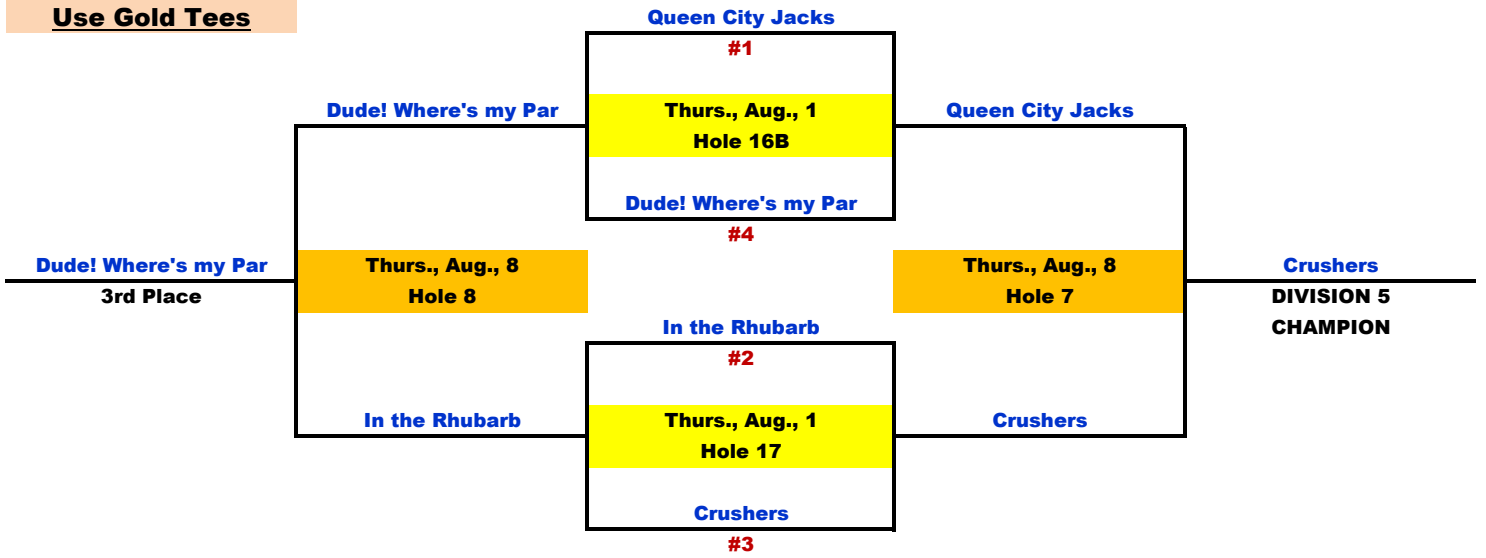 Use Gold Tees
Queen City Jacks
#1
Dude! Where's my Par
Thurs., Aug., 1
Queen City Jacks
Hole 16B
Dude! Where's my Par
#4
Dude! Where's my Par
Thurs., Aug., 8
Thurs., Aug., 8
Crushers
3rd Place
Hole 8
Hole 7
DIVISION 5
In the Rhubarb
CHAMPION
#2
In the Rhubarb
Thurs., Aug., 1
Crushers
Hole 17
Crushers
#3